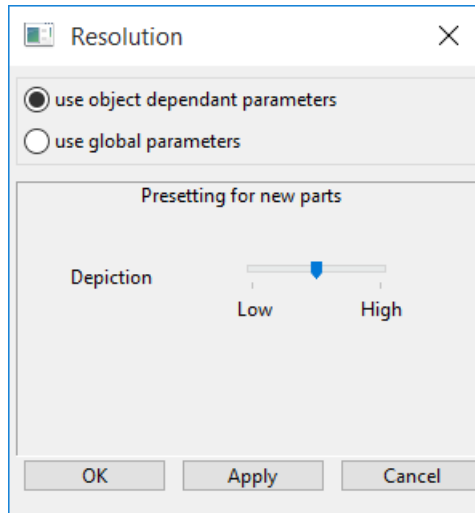 Resolution
use object dependant parameters
use global parameters
Presetting for new parts
Depiction
Low High
OK Apply Cancel